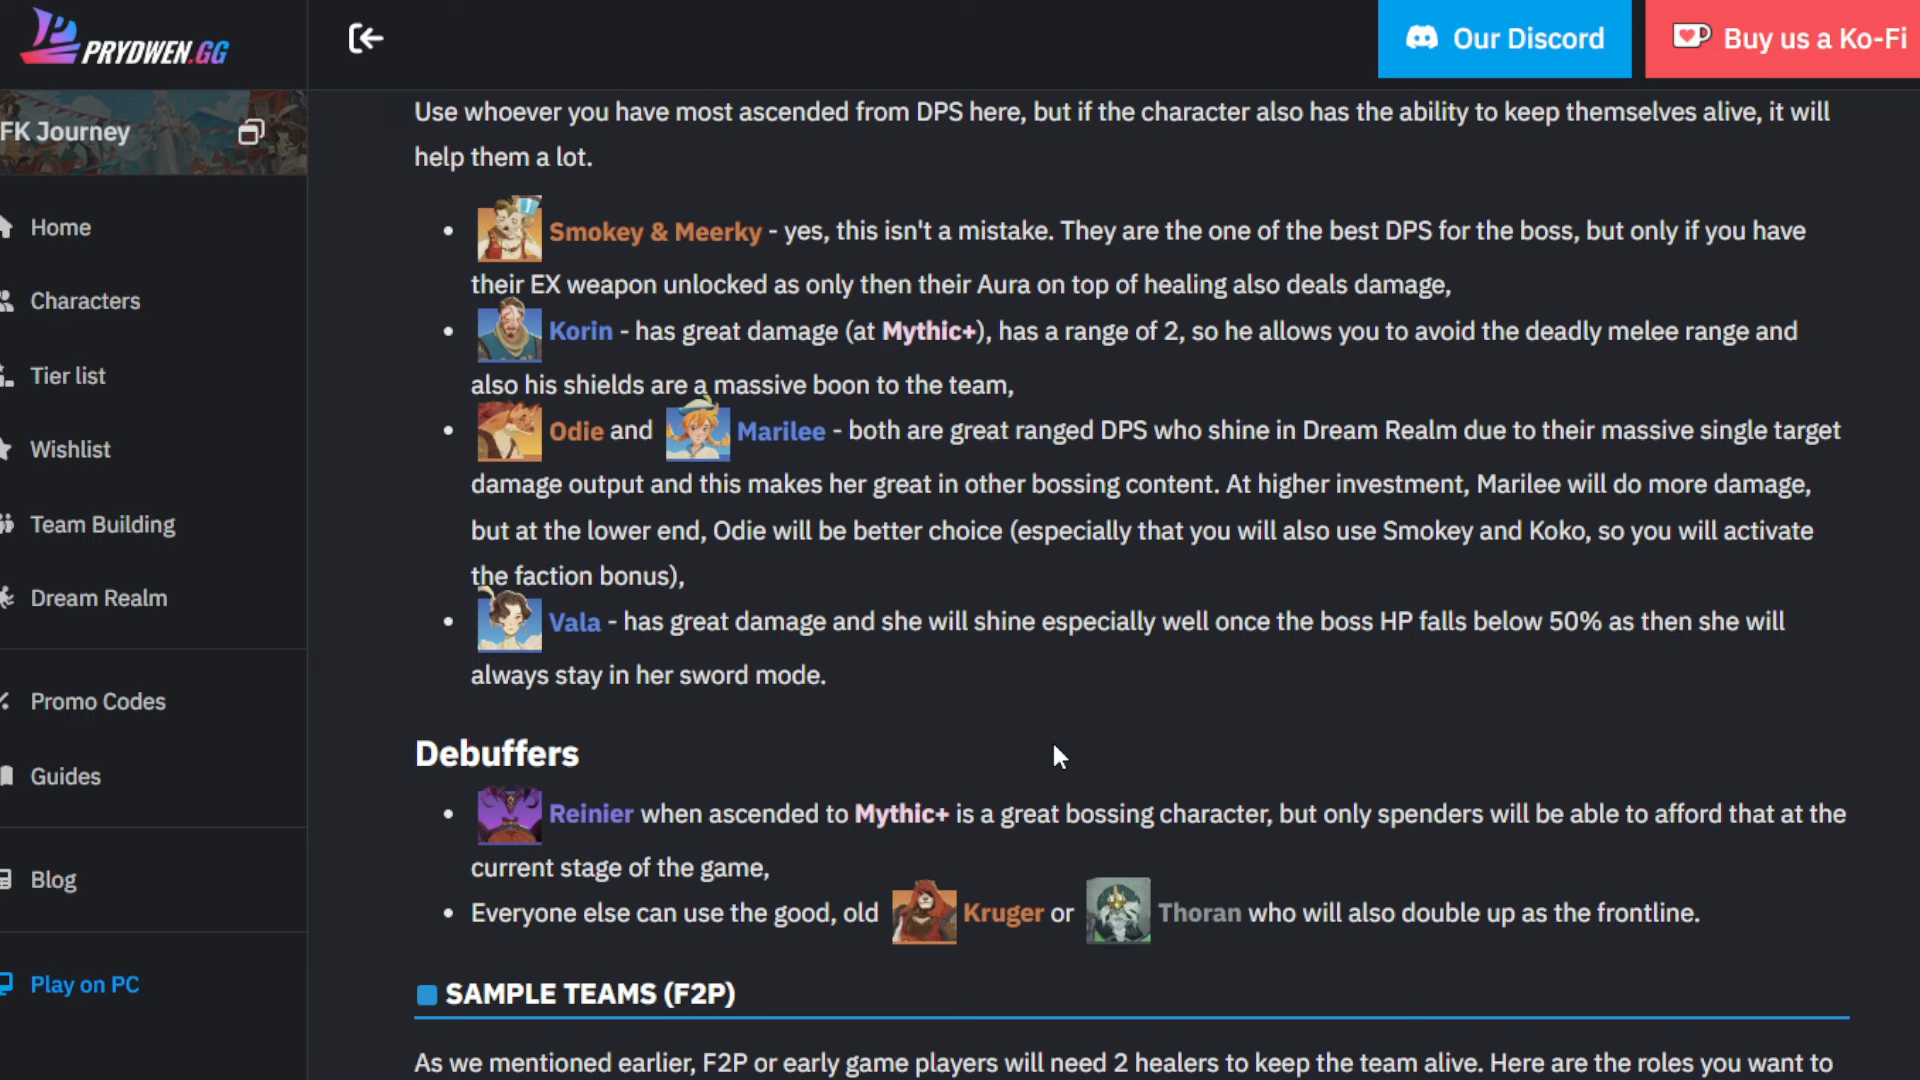 PRYDWEN.GG
Our Discord
Buy us a Ko-Fi
FK Journey
Home
Characters
Tier list
Wishlist
Team Building
Dream Realm
Promo Codes
Guides
Blog
Play on PC
Use whoever you have most ascended from DPS here, but if the character also has the ability to keep themselves alive, it will
help them a lot.
Smokey & Meerky - yes, this isn't a mistake. They are the one of the best DPS for the boss, but only if you have
their EX weapon unlocked as only then their Aura on top of healing also deals damage,
Korin - has great damage (at Mythic+), has a range of 2, so he allows you to avoid the deadly melee range and
also his shields are a massive boon to the team,
Odie and Marilee - both are great ranged DPS who shine in Dream Realm due to their massive single target
damage output and this makes her great in other bossing content. At higher investment, Marilee will do more damage,
but at the lower end, Odie will be better choice (especially that you will also use Smokey and Koko, so you will activate
the faction bonus),
Vala - has great damage and she will shine especially well once the boss HP falls below 50% as then she will
always stay in her sword mode.
Debuffers
Reinier when ascended to Mythic+ is a great bossing character, but only spenders will be able to afford that at the
current stage of the game,
Everyone else can use the good, old Kruger or Thoran who will also double up as the frontline.
SAMPLE TEAMS (F2P)
As we mentioned earlier, F2P or early game players will need 2 healers to keep the team alive. Here are the roles you want to